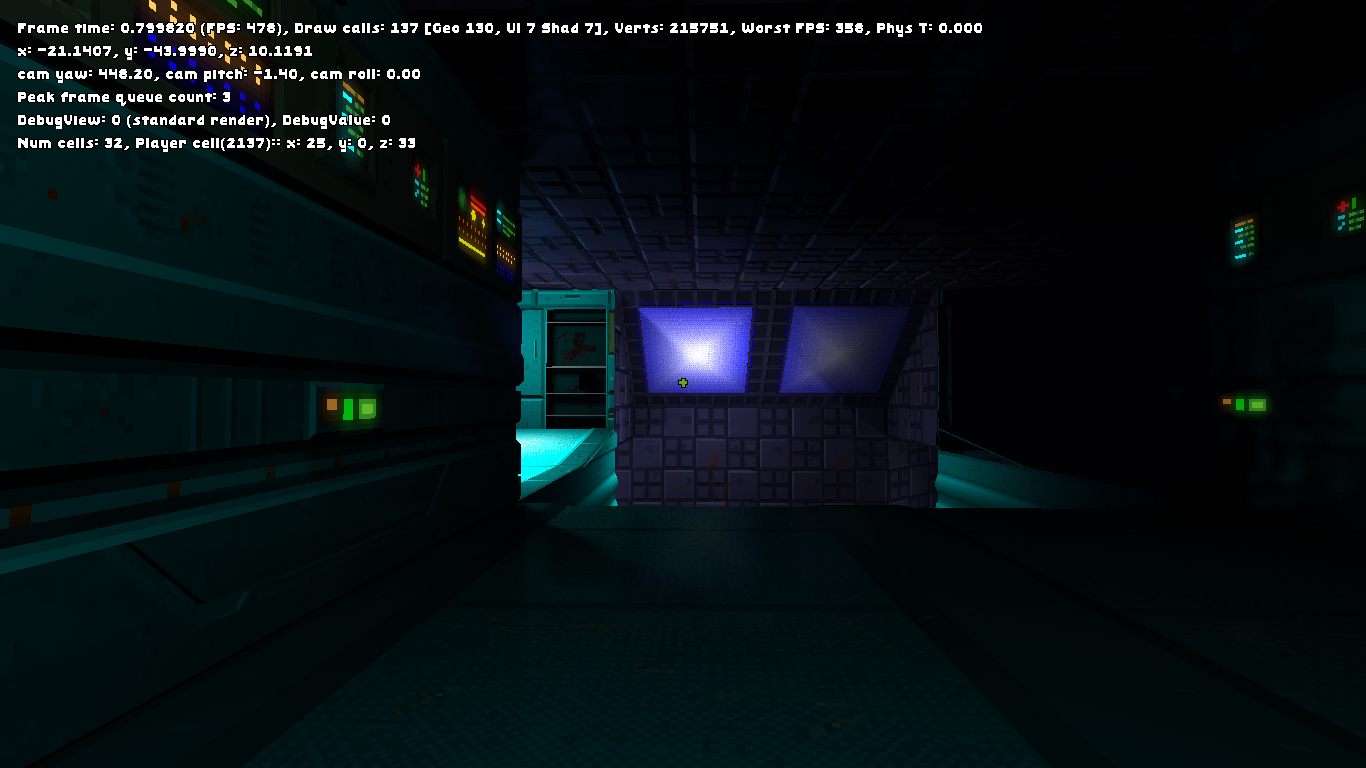 Frame time: 0.799820 (FPS: 478), Draw calls: 137 [Geo 130, UI 7 Shad 7], Verts: 215751, Worst FPS: 358, Phys T: 0.000
x: -21.1407, y: -43.9990, z: 10.1191
cam yaw: 448.20, cam pitch: -1.40, cam roll: 0.00
Peak frame queue count: 3
DebugView: 0 (standard render), DebugValue: 0
Num cells: 32, Player cell(2137):: x: 25, y: 0, z: 33